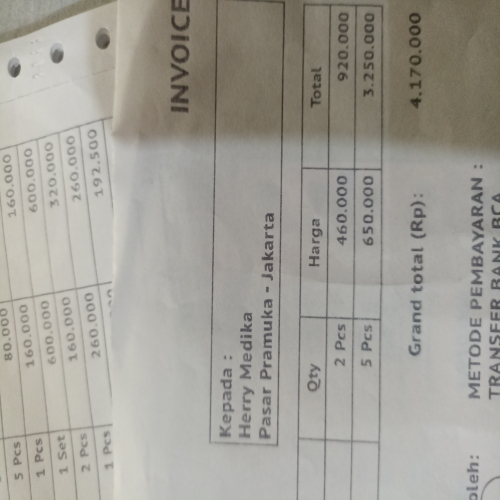 INVOICE
Kepada :
Herry Medika
Pasar Pramuka - Jakarta
Qty Harga Total
2 Pcs 460.000 920.000
5 Pcs 650.000 3.250.000
Grand total (Rp): 4.170.000
METODE PEMBAYARAN :
oleh: TRANSFER BANK BCA
80.000
5 Pcs 160.000 160.000
1 Pcs 600.000 600.000
1 Set 160.000 320.000
2 Pcs 260.000 260.000
1 Pcs 192.500